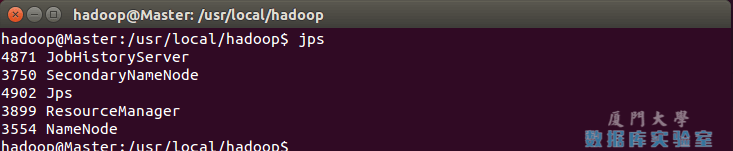 hadoop@Master: /usr/local/hadoop
hadoop@Master:/usr/local/hadoop$ jps
4871 JobHistoryServer
3750 SecondaryNameNode
4902 Jps
3899 ResourceManager
3554 NameNode
hadoop@Master:/usr/local/hadoop$
厦門大學
数据库实验室